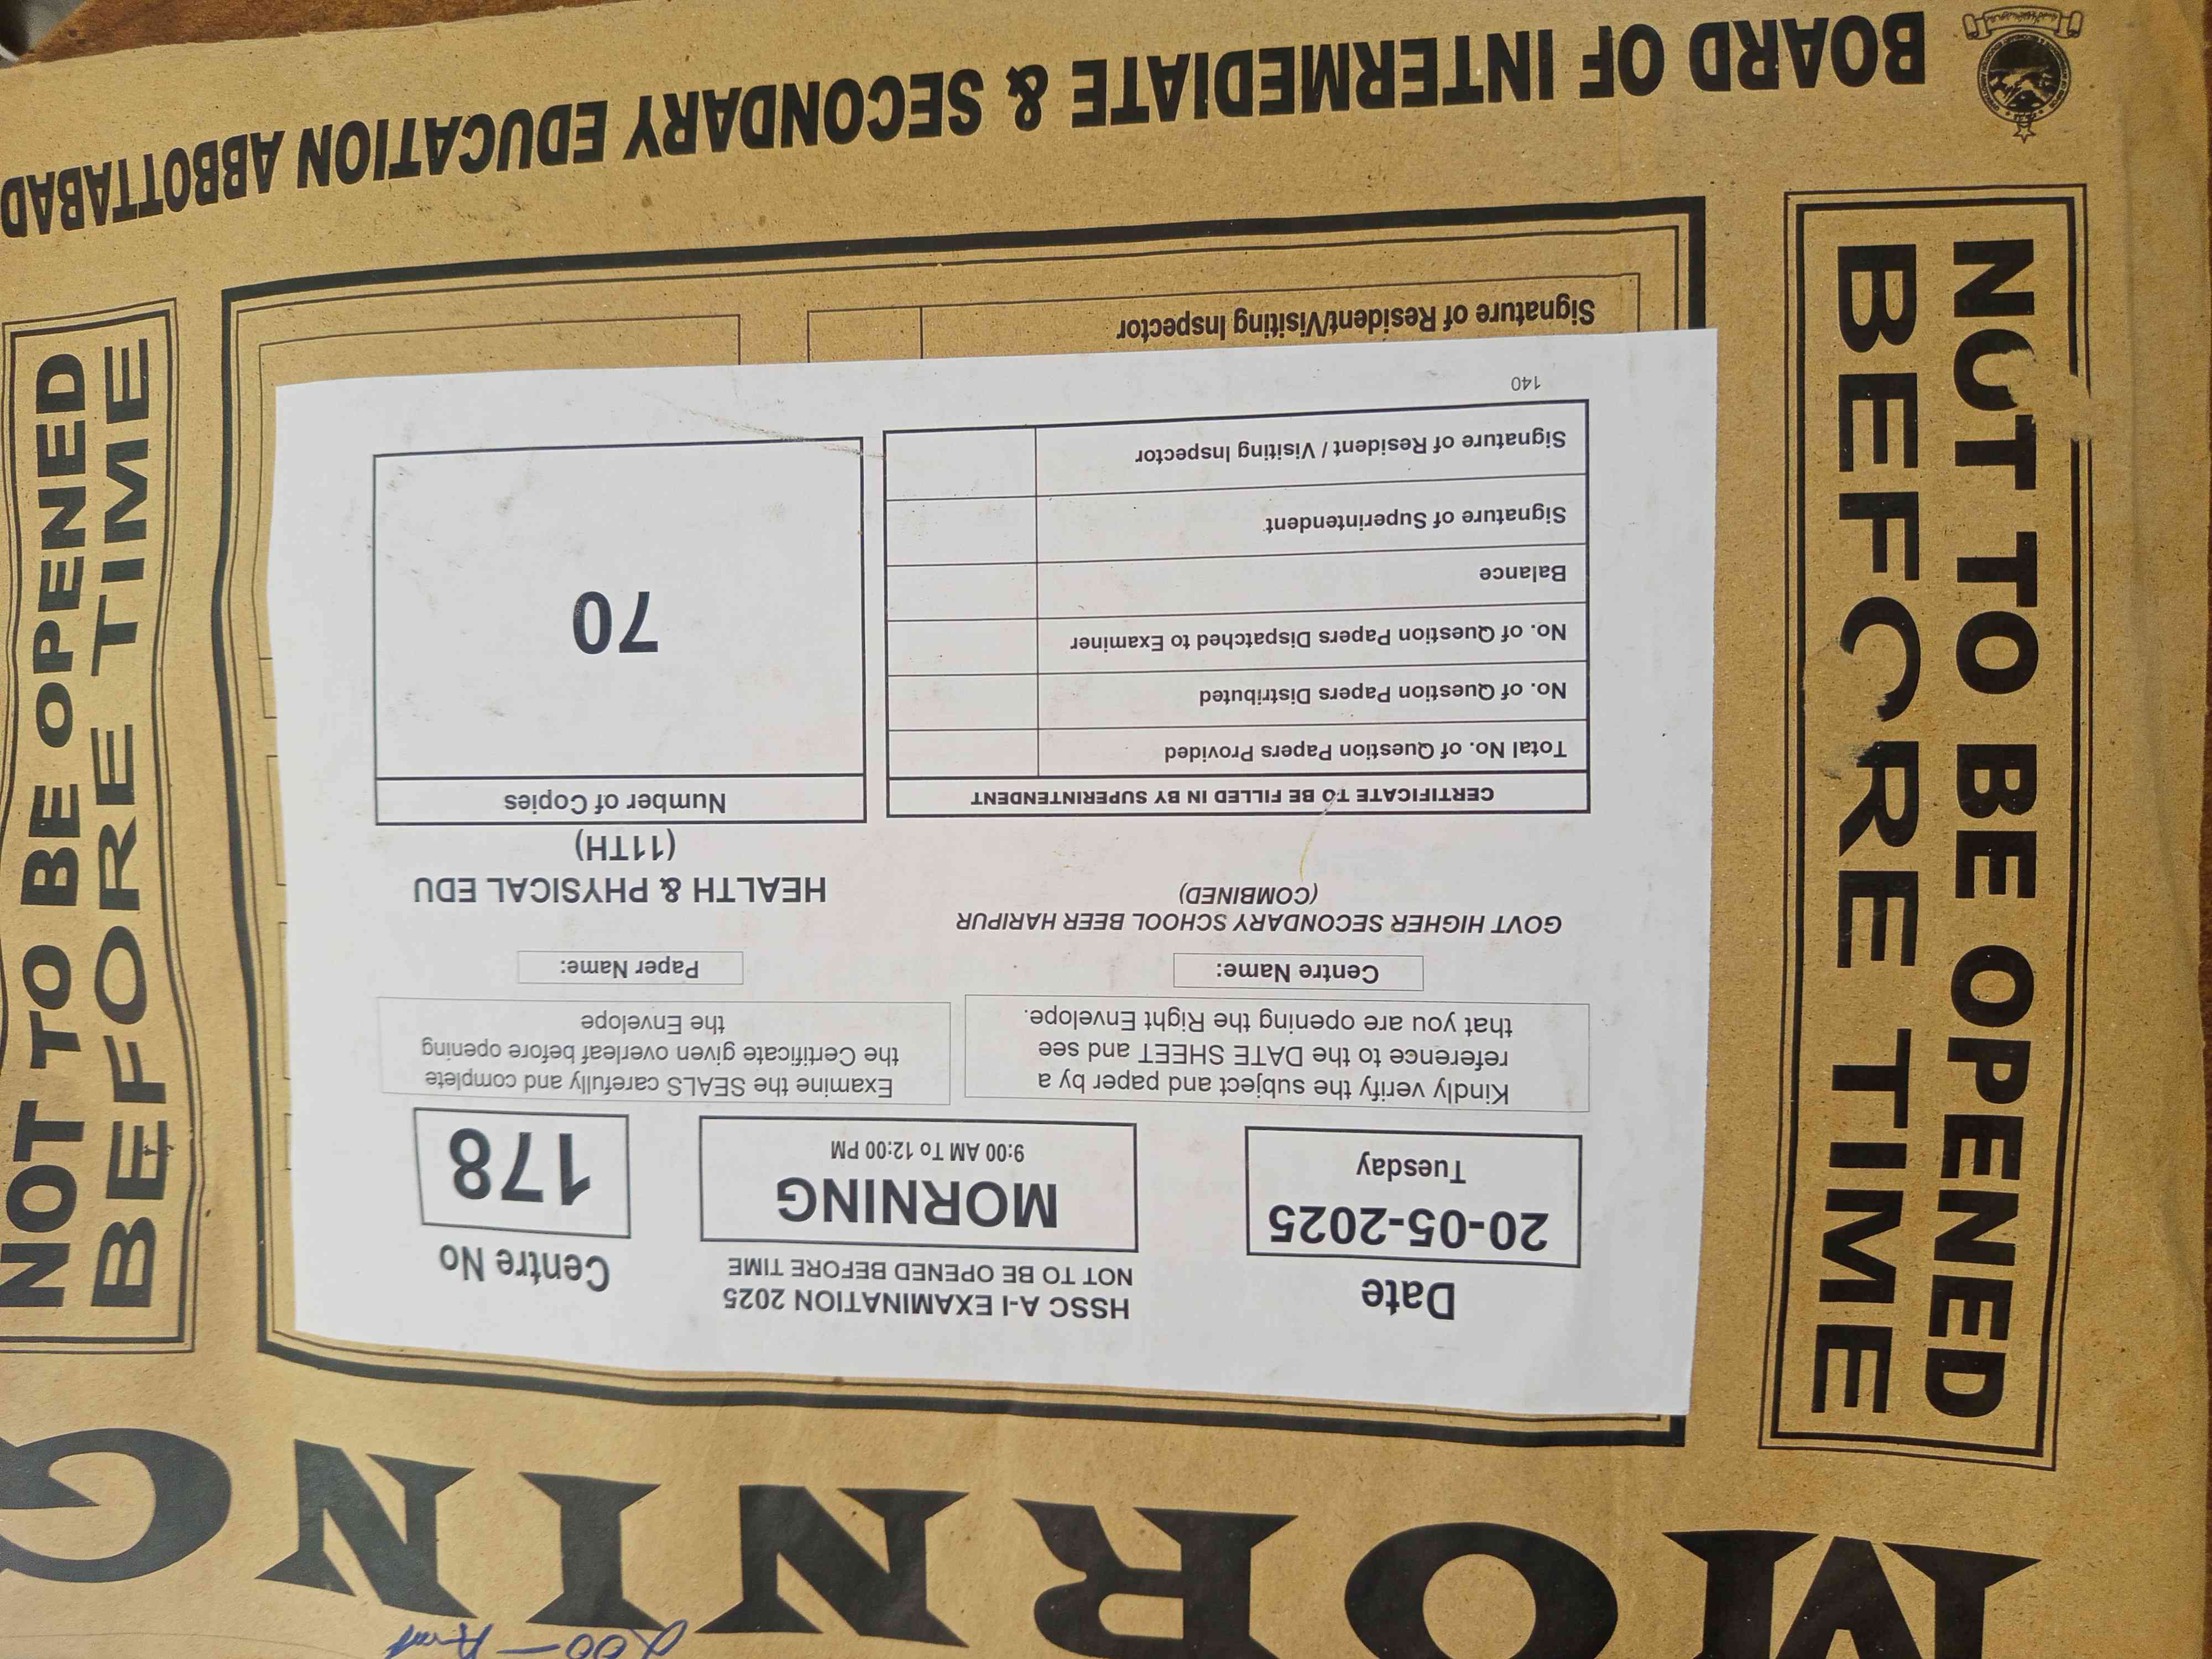 MORNING
NOT TO BE OPENED
BEFORE TIME
HSSC A-I EXAMINATION 2025
NOT TO BE OPENED BEFORE TIME
Date
20-05-2025
Tuesday
MORNING
9:00 AM To 12:00 PM
Centre No
178
Kindly verify the subject and paper by a
reference to the DATE SHEET and see
that you are opening the Right Envelope.
Examine the SEALS carefully and complete
the Certificate given overleaf before opening
the Envelope
Centre Name:
GOVT HIGHER SECONDARY SCHOOL BEER HARIPUR
(COMBINED)
Paper Name:
HEALTH & PHYSICAL EDU
(11TH)
CERTIFICATE TO BE FILLED IN BY SUPERINTENDENT
Total No. of Question Papers Provided
No. of Question Papers Distributed
No. of Question Papers Dispatched to Examiner
Balance
Signature of Superintendent
Signature of Resident / Visiting Inspector
140
Number of Copies
70
Signature of Resident/Visiting Inspector
NOT TO BE OPENED
BEFORE TIME
BOARD OF INTERMEDIATE & SECONDARY EDUCATION ABBOTTABAD